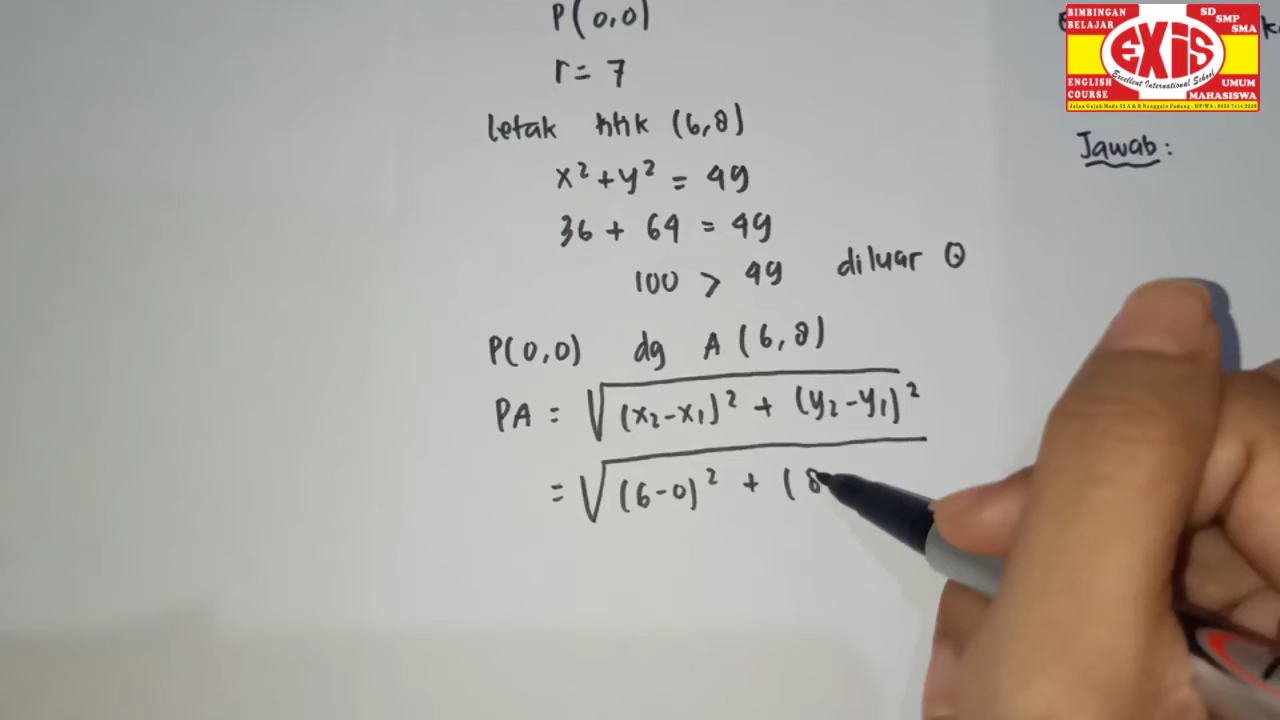 P(0,0)
r = 7
letak ttk (6,8)
x² + y² = 49
36 + 64 = 49
100 > 49 diluar
P(0,0) dg A(6,8)
PA = √(x₂-x₁)² + (y₂-y₁)²
= √(6-0)² + (8
Jawab:
BIMBINGAN BELAJAR
SD SMP SMA
EXIS
Excellent International School
ENGLISH COURSE
UMUM MAHASISWA